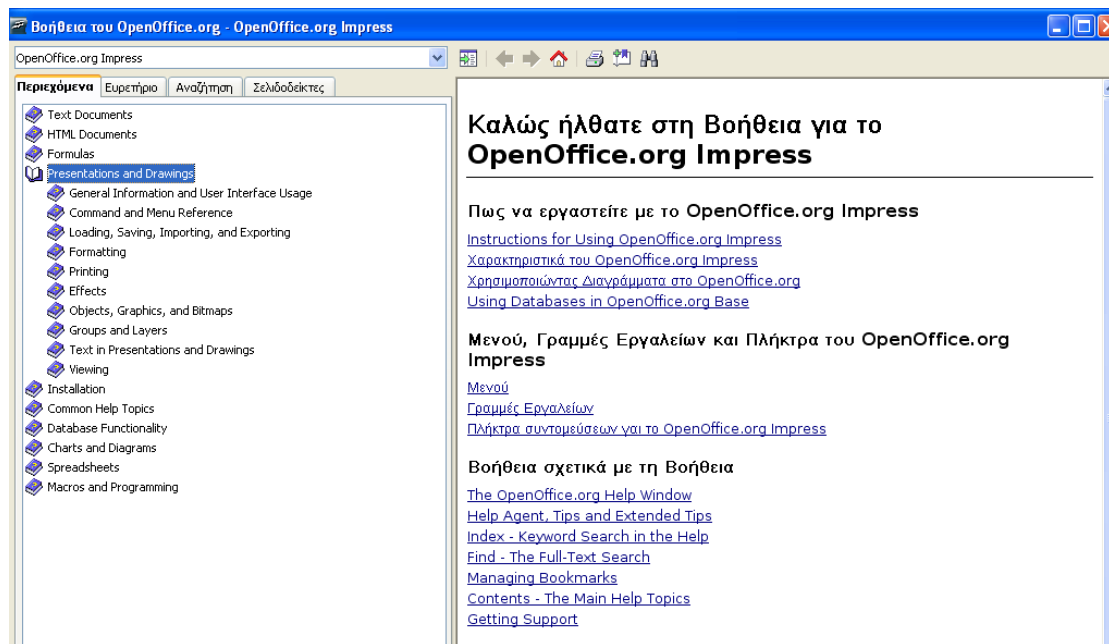 Βοήθεια του OpenOffice.org - OpenOffice.org Impress
OpenOffice.org Impress
Περιεχόμενα Ευρετήριο Αναζήτηση Σελιδοδείκτες
Text Documents
HTML Documents
Formulas
Presentations and Drawings
General Information and User Interface Usage
Command and Menu Reference
Loading, Saving, Importing, and Exporting
Formatting
Printing
Effects
Objects, Graphics, and Bitmaps
Groups and Layers
Text in Presentations and Drawings
Viewing
Installation
Common Help Topics
Database Functionality
Charts and Diagrams
Spreadsheets
Macros and Programming
Καλώς ήλθατε στη Βοήθεια για το
OpenOffice.org Impress
Πως να εργαστείτε με το OpenOffice.org Impress
Instructions for Using OpenOffice.org Impress
Χαρακτηριστικά του OpenOffice.org Impress
Χρησιμοποιώντας Διαγράμματα στο OpenOffice.org
Using Databases in OpenOffice.org Base
Μενού, Γραμμές Εργαλείων και Πλήκτρα του OpenOffice.org
Impress
Μενού
Γραμμές Εργαλείων
Πλήκτρα συντομεύσεων γαι το OpenOffice.org Impress
Βοήθεια σχετικά με τη Βοήθεια
The OpenOffice.org Help Window
Help Agent, Tips and Extended Tips
Index - Keyword Search in the Help
Find - The Full-Text Search
Managing Bookmarks
Contents - The Main Help Topics
Getting Support